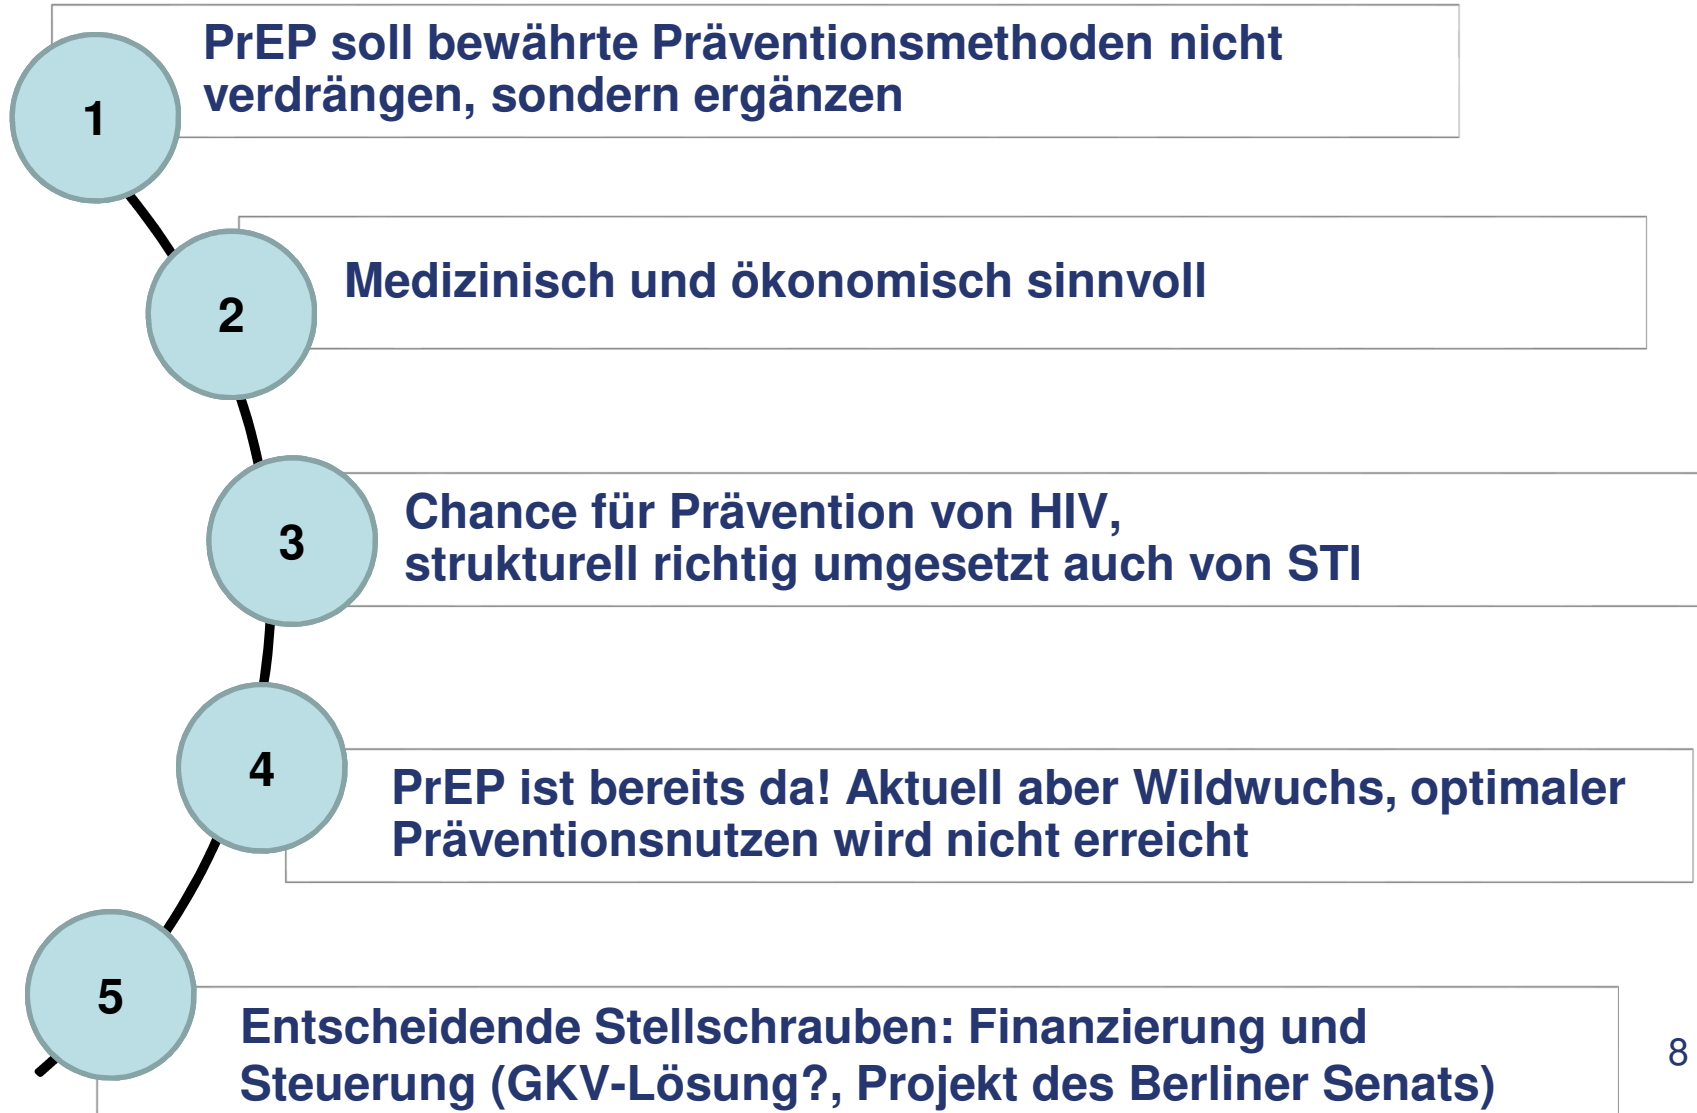 1
PrEP soll bewährte Präventionsmethoden nicht
verdrängen, sondern ergänzen
2
Medizinisch und ökonomisch sinnvoll
3
Chance für Prävention von HIV,
strukturell richtig umgesetzt auch von STI
4
PrEP ist bereits da! Aktuell aber Wildwuchs, optimaler
Präventionsnutzen wird nicht erreicht
5
Entscheidende Stellschrauben: Finanzierung und
Steuerung (GKV-Lösung?, Projekt des Berliner Senats)
8